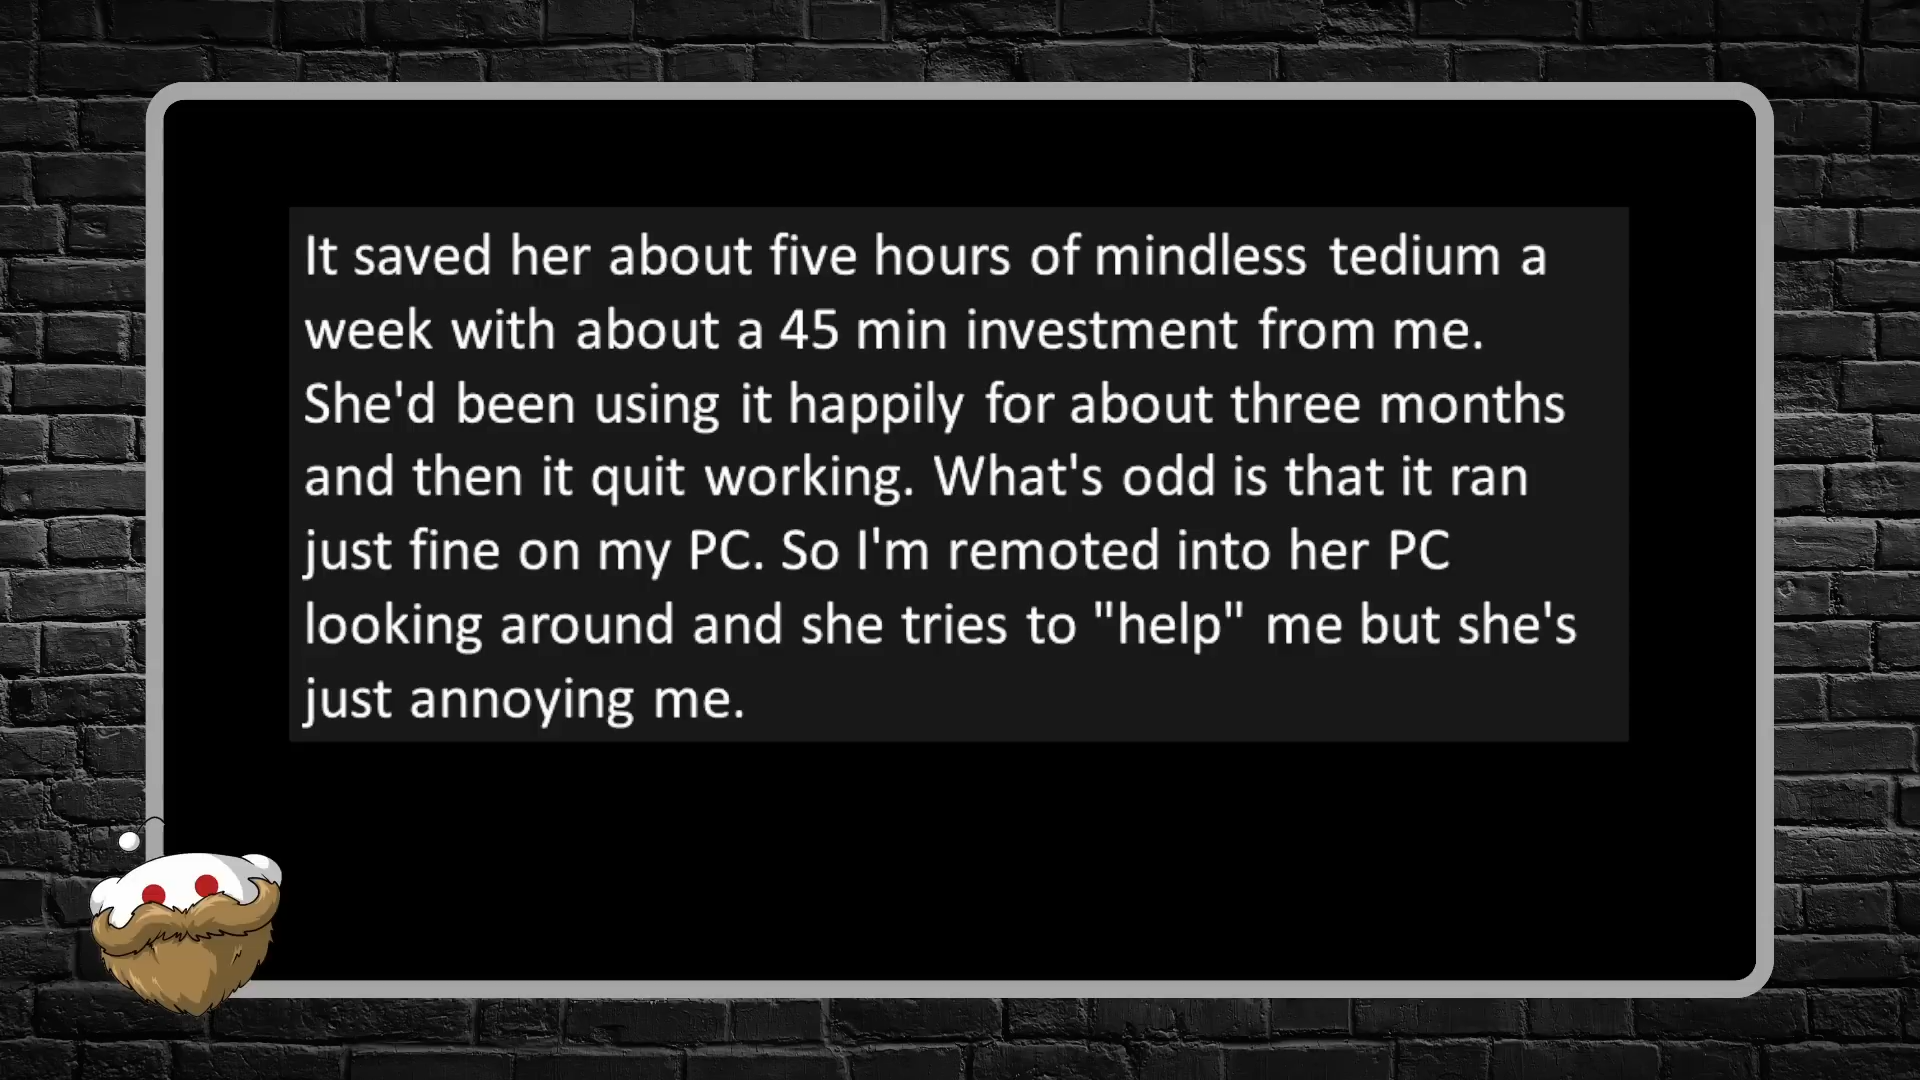 It saved her about five hours of mindless tedium a
week with about a 45 min investment from me.
She'd been using it happily for about three months
and then it quit working. What's odd is that it ran
just fine on my PC. So I'm remoted into her PC
looking around and she tries to "help" me but she's
just annoying me.